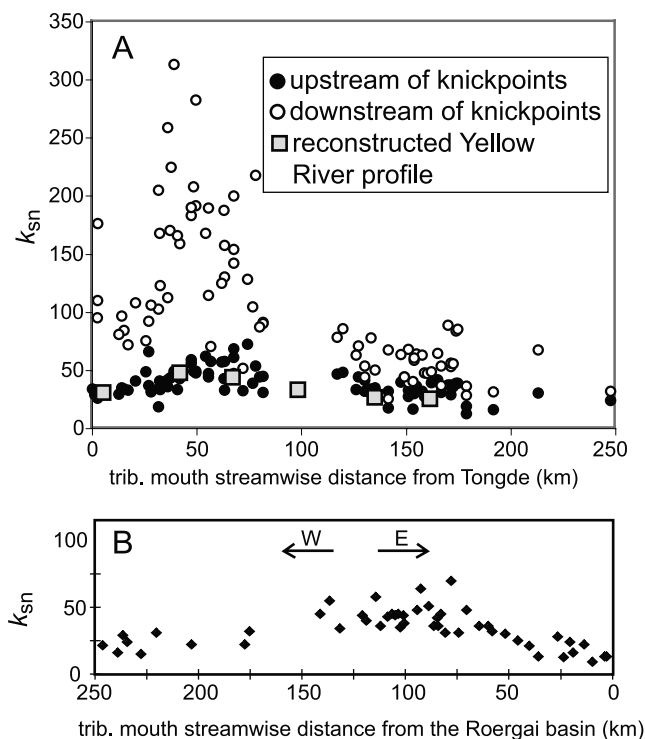 350
300
250
200
150
100
50
0
A
upstream of knickpoints
downstream of knickpoints
reconstructed Yellow
River profile
ksn
0 50 100 150 200 250
trib. mouth streamwise distance from Tongde (km)
B
W E
100
50
0
ksn
250 200 150 100 50 0
trib. mouth streamwise distance from the Roergai basin (km)